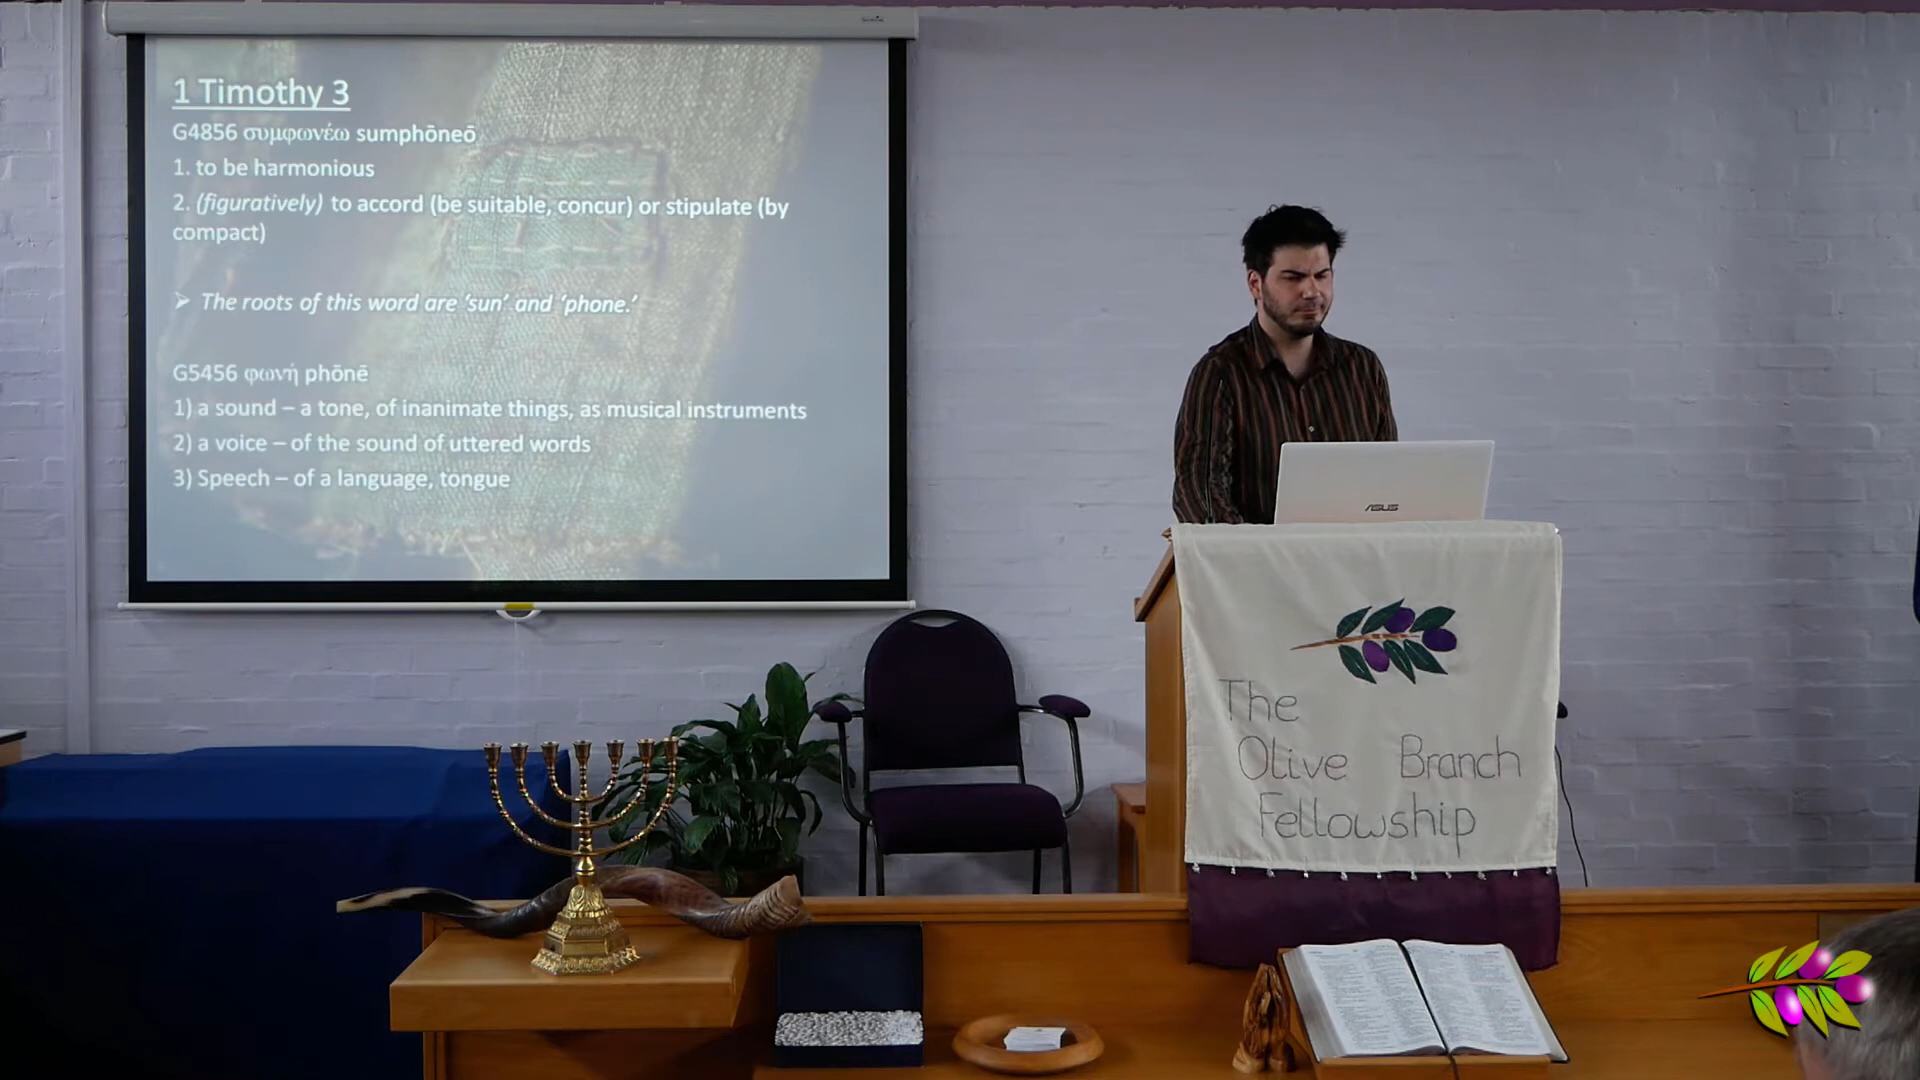 1 Timothy 3
G4856 συμφωνέω sumphōneō
1. to be harmonious
2. (figuratively) to accord (be suitable, concur) or stipulate (by
compact)
➢ The roots of this word are ‘sun’ and ‘phone.’
G5456 φωνή phōnē
1) a sound – a tone, of inanimate things, as musical instruments
2) a voice – of the sound of uttered words
3) Speech – of a language, tongue
ASUS
The
Olive Branch
Fellowship